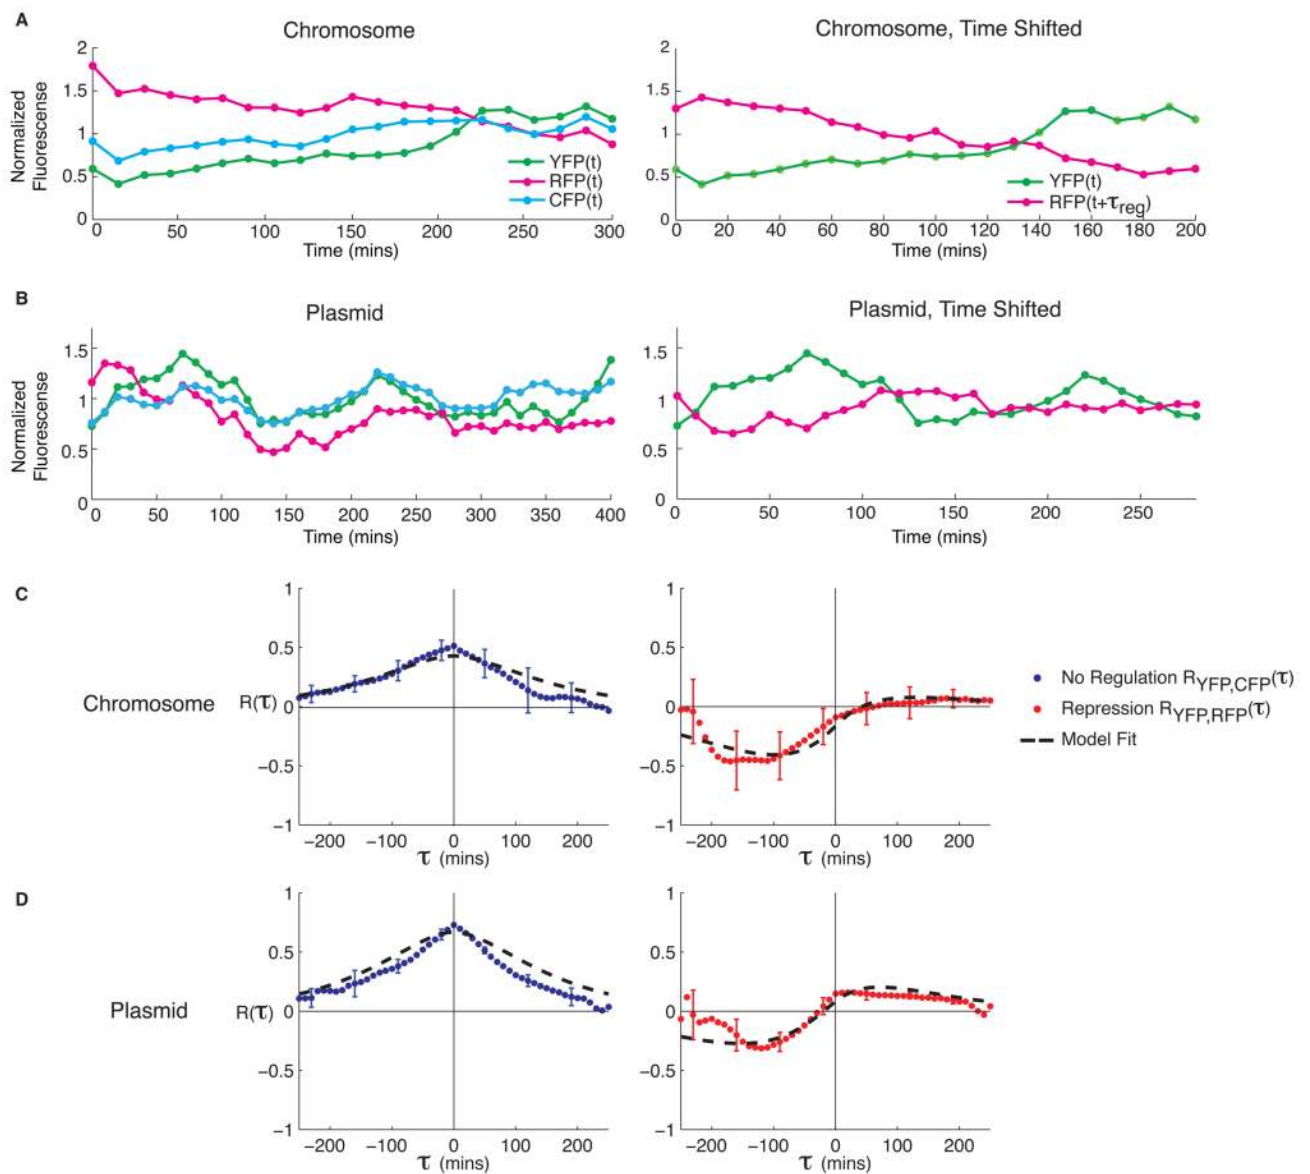 A
Chromosome
Chromosome, Time Shifted
Normalized
Fluorescense
2
1.5
1
0.5
0
YFP(t)
RFP(t)
CFP(t)
0 50 100 150 200 250 300
Time (mins)
2
1.5
1
0.5
0
YFP(t)
RFP(t+τreg)
0 20 40 60 80 100 120 140 160 180 200
Time (mins)
B
Plasmid
Plasmid, Time Shifted
Normalized
Fluorescense
1.5
1
0.5
0
0 50 100 150 200 250 300 350 400
Time (mins)
1.5
1
0.5
0
0 50 100 150 200 250
Time (mins)
C
Chromosome
R(τ)
1
0.5
0
−0.5
−1
−200 −100 0 100 200
τ (mins)
1
0.5
0
−0.5
−1
−200 −100 0 100 200
τ (mins)
No Regulation RYFP,CFP(τ)
Repression RYFP,RFP(τ)
Model Fit
D
Plasmid
R(τ)
1
0.5
0
−0.5
−1
−200 −100 0 100 200
τ (mins)
1
0.5
0
−0.5
−1
−200 −100 0 100 200
τ (mins)